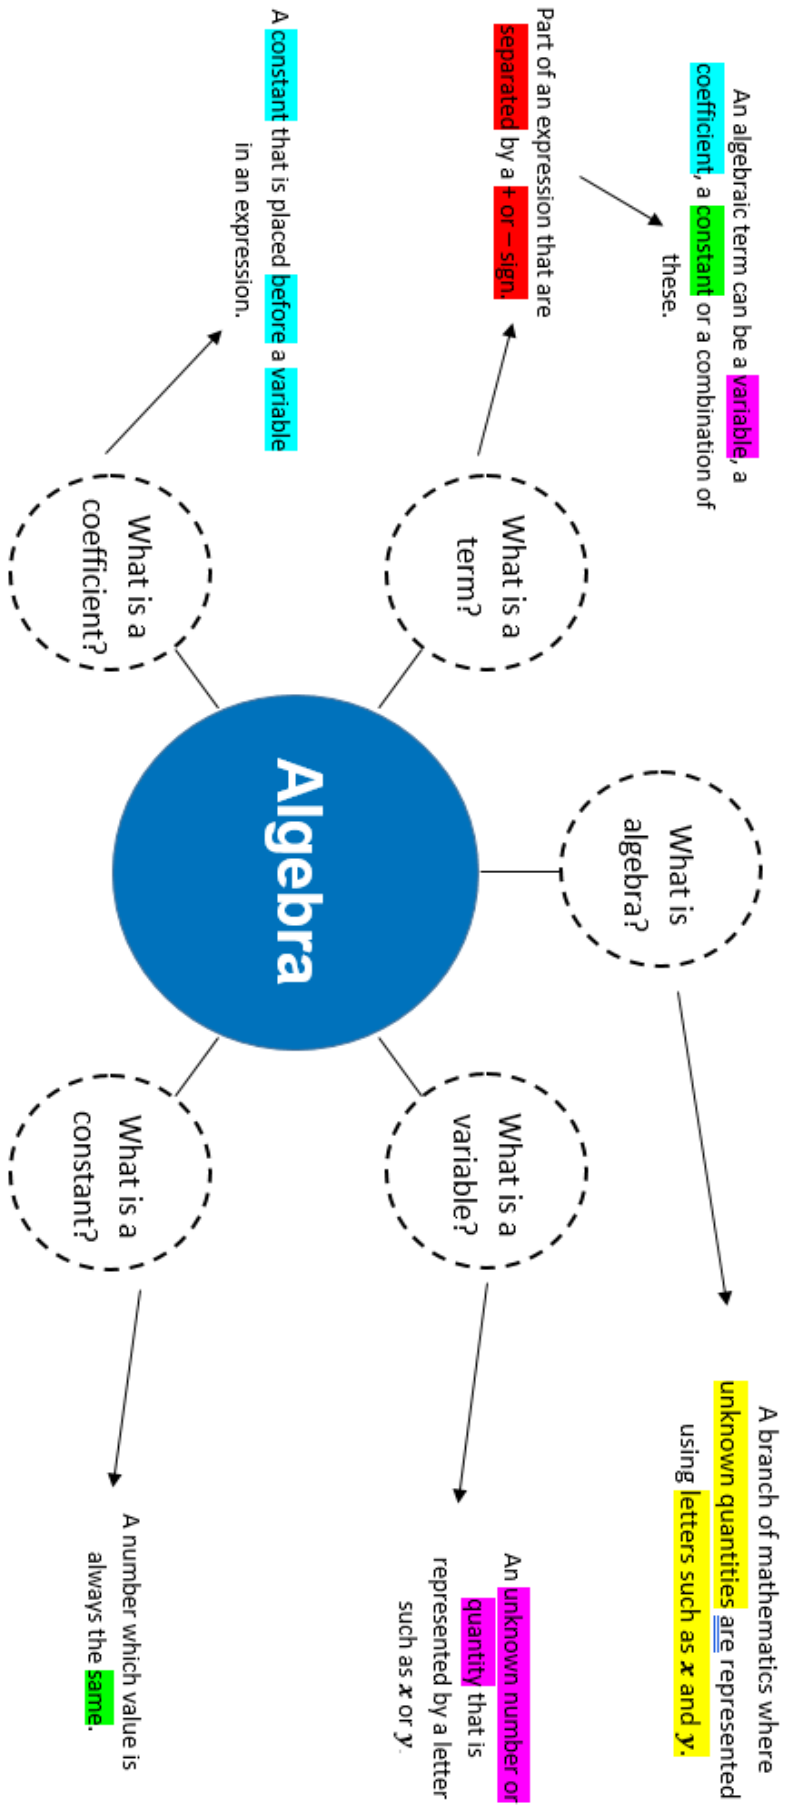 Algebra
What is
algebra?
A branch of mathematics where
unknown quantities are represented
using letters such as x and y.
What is a
term?
Part of an expression that are
separated by a + or – sign.
An algebraic term can be a variable, a
coefficient, a constant or a combination of
these.
What is a
variable?
An unknown number or
quantity that is
represented by a letter
such as x or y.
What is a
coefficient?
A constant that is placed before a variable
in an expression.
What is a
constant?
A number which value is
always the same.